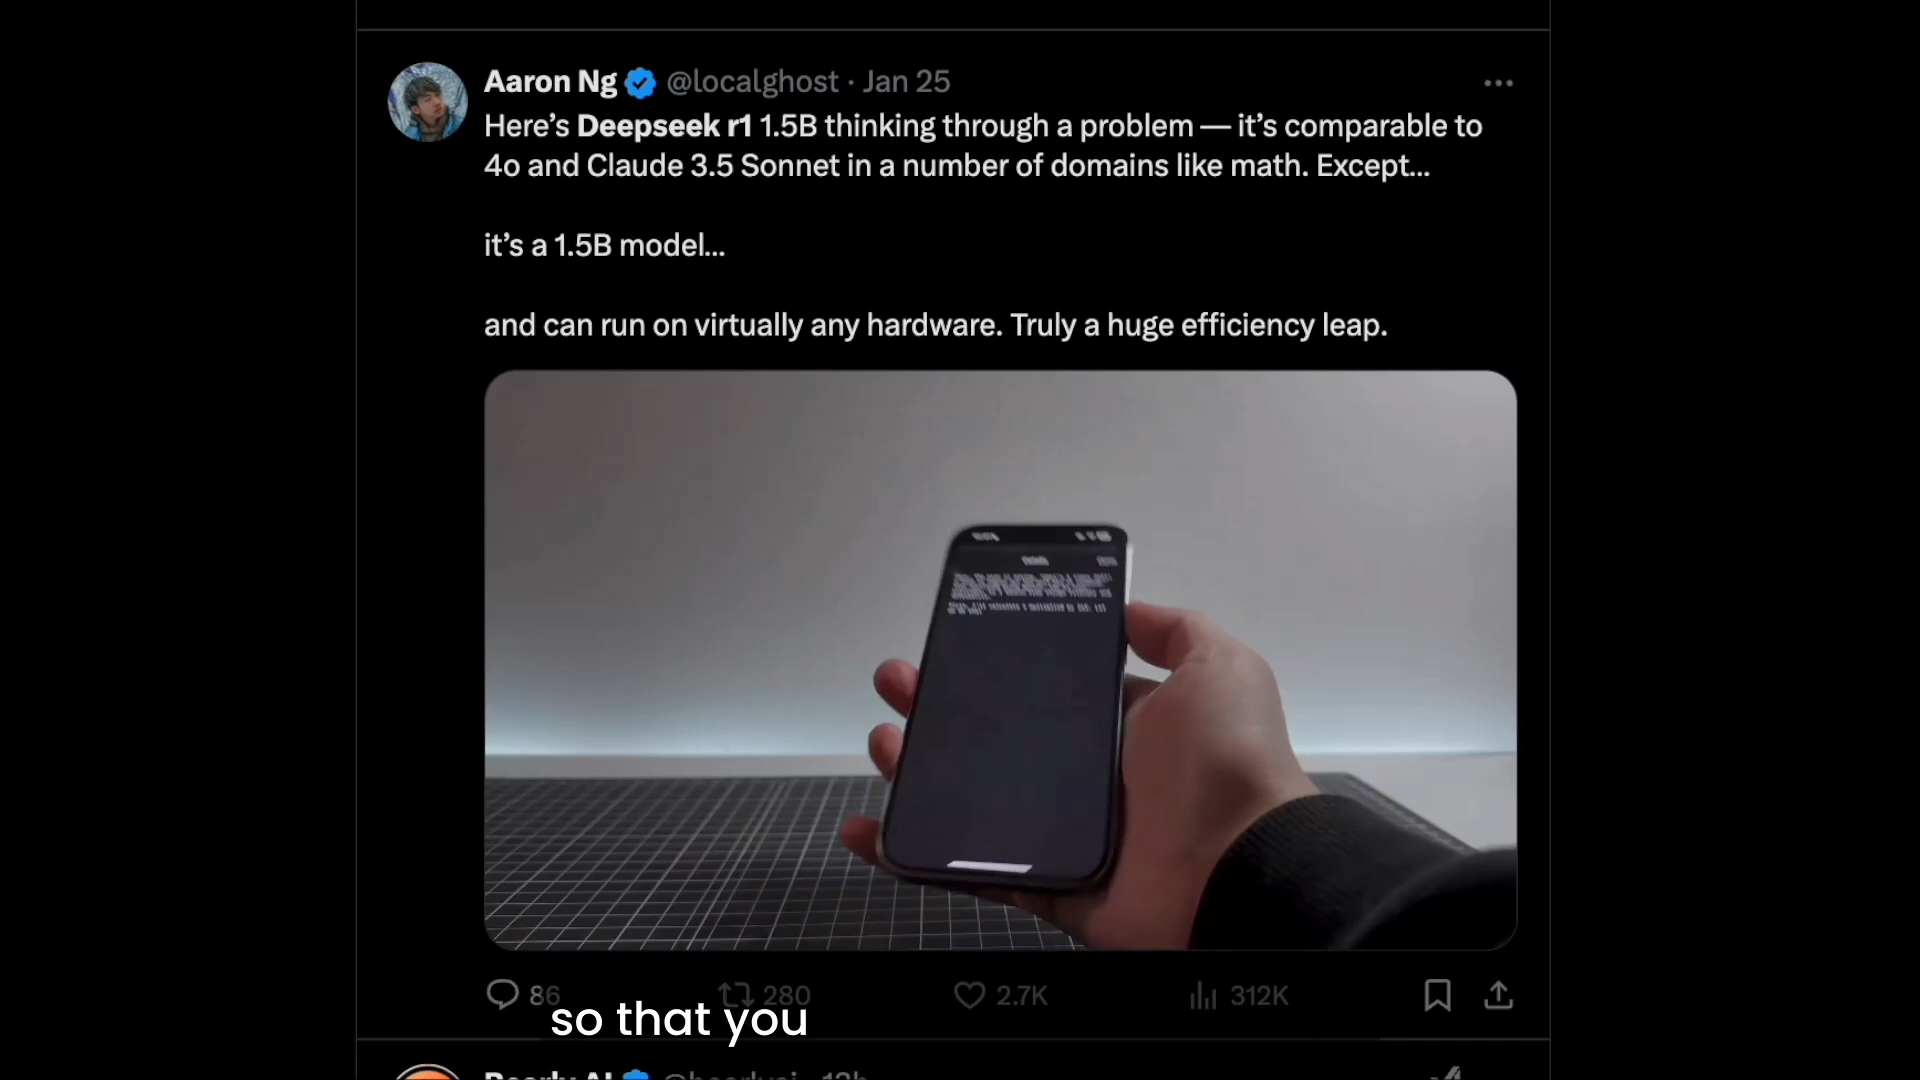 Aaron Ng @localghost · Jan 25
Here’s Deepseek r1 1.5B thinking through a problem — it’s comparable to
4o and Claude 3.5 Sonnet in a number of domains like math. Except...
it’s a 1.5B model...
and can run on virtually any hardware. Truly a huge efficiency leap.
86 280 2.7K 312K
so that you